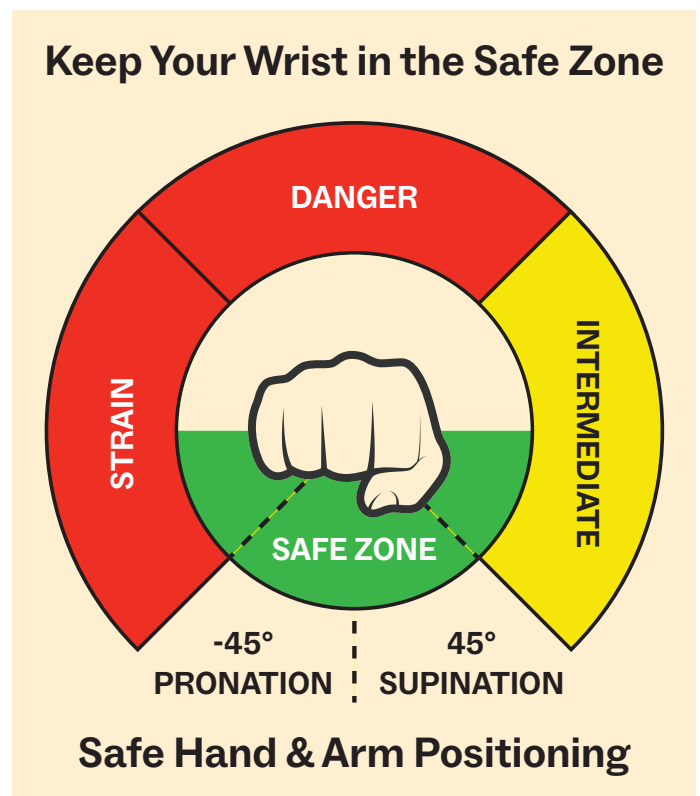 Keep Your Wrist in the Safe Zone
DANGER
STRAIN
INTERMEDIATE
SAFE ZONE
-45°
45°
PRONATION
SUPINATION
Safe Hand & Arm Positioning